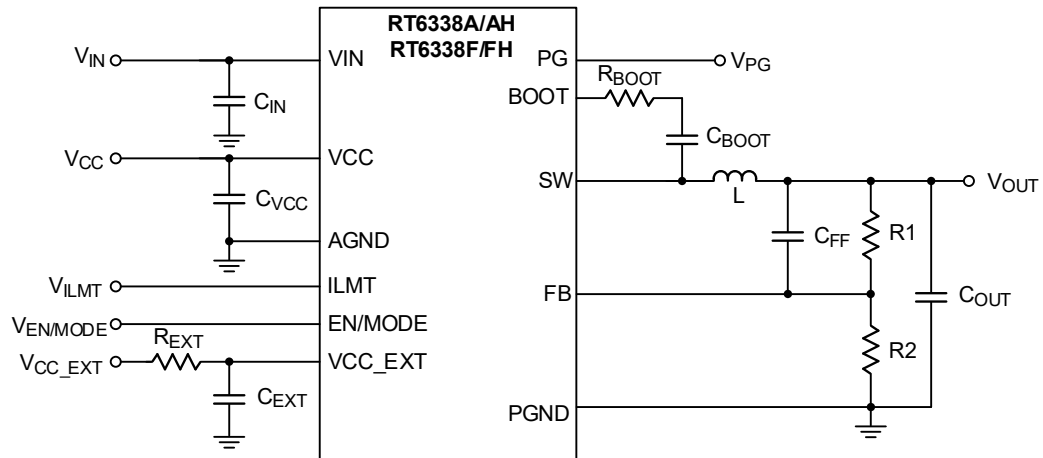 RT6338A/AH
RT6338F/FH
VIN
VIN
CIN
VCC
VCC
CVCC
AGND
VILMT
ILMT
VEN/MODE
EN/MODE
REXT
VCC_EXT
VCC_EXT
CEXT
PG
VPG
RBOOT
BOOT
CBOOT
SW
L
VOUT
CFF
R1
FB
COUT
R2
PGND